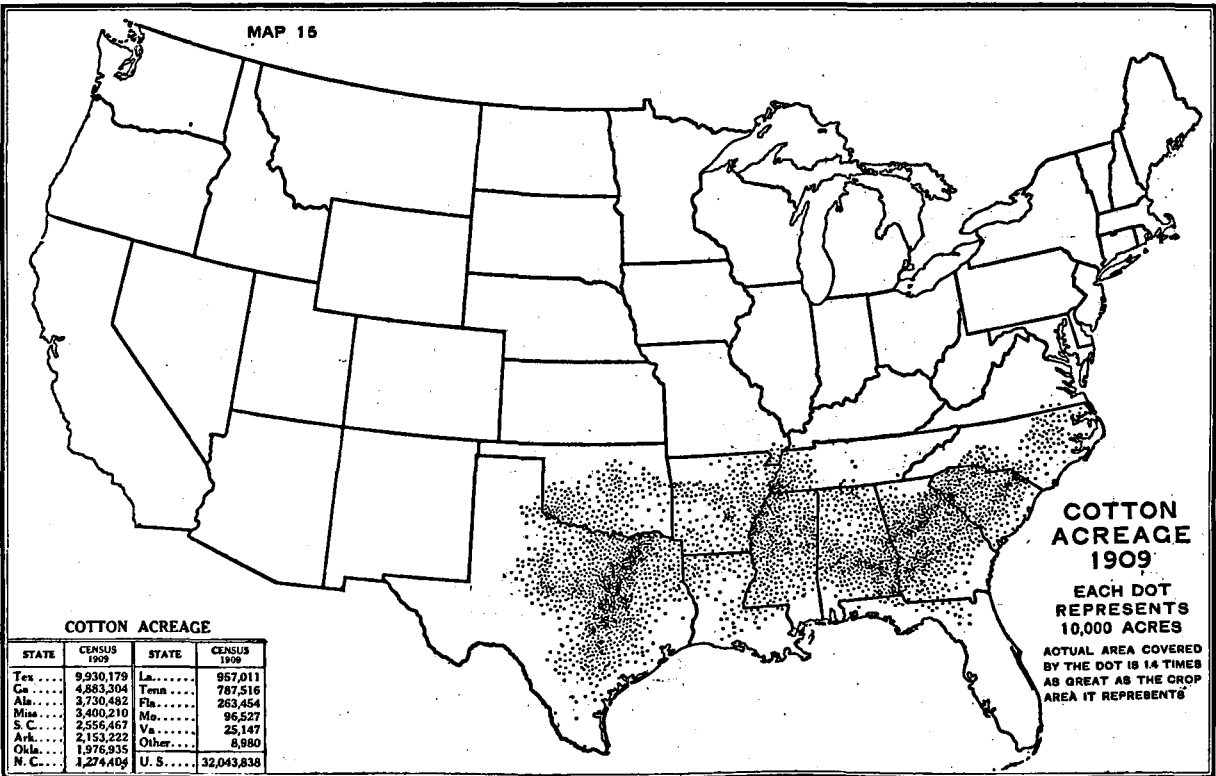 MAP 15
COTTON
ACREAGE
1909
EACH DOT
REPRESENTS
10,000 ACRES
ACTUAL AREA COVERED
BY THE DOT IS 1.4 TIMES
AS GREAT AS THE CROP
AREA IT REPRESENTS
COTTON ACREAGE
STATE CENSUS 1909 STATE CENSUS 1909
Tex.... 9,930,179 La...... 957,011
Ga..... 4,883,304 Tenn.... 787,516
Ala.... 3,730,482 Fla..... 263,454
Miss... 3,400,210 Mo...... 96,527
S. C.... 2,556,467 Va...... 25,147
Ark.... 2,153,222 Other.... 8,980
Okla.... 1,976,935
N. C.... 1,274,404 U. S..... 32,043,838